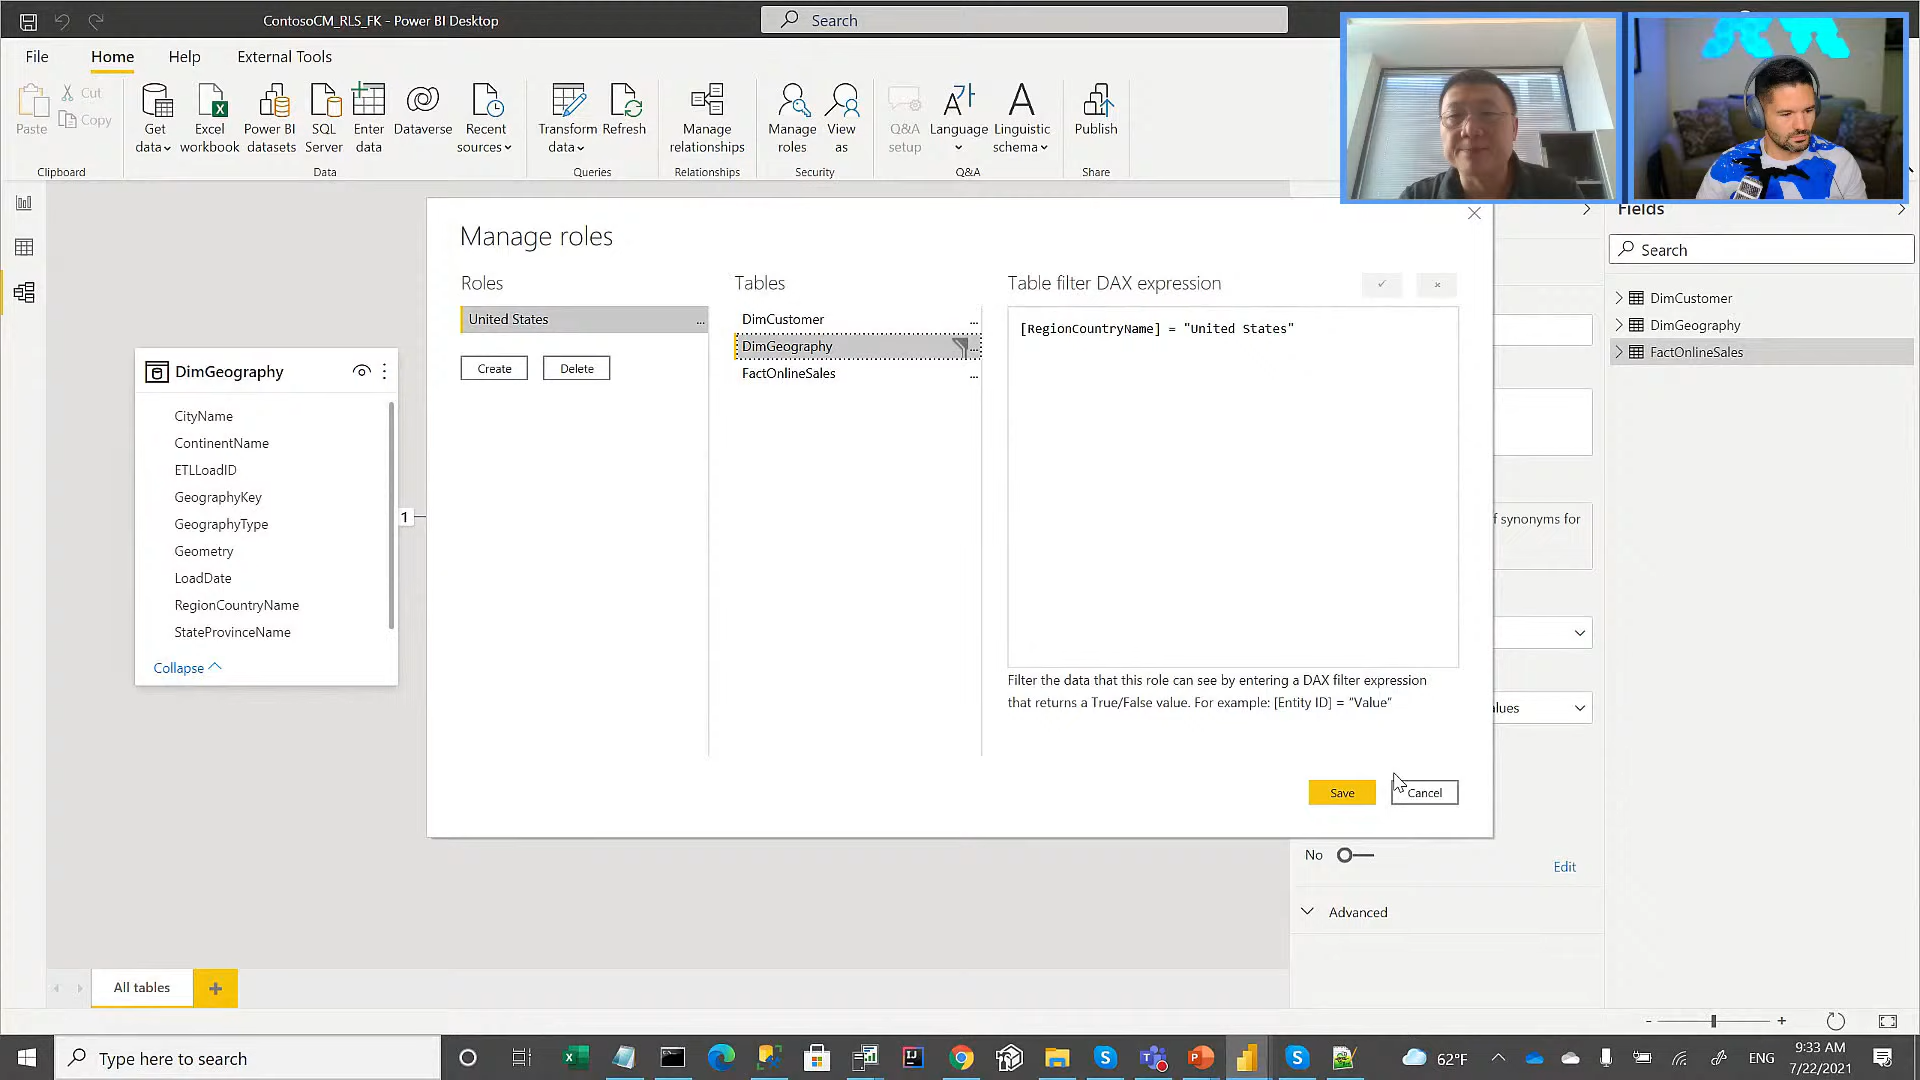 ContosoCM_RLS_FK - Power BI Desktop
Search
File
Home
Help
External Tools
Paste
Cut
Copy
Get data
Excel workbook
Power BI datasets
SQL Server
Enter data
Dataverse
Recent sources
Transform data
Refresh
Manage relationships
Manage roles
View as
Q&A setup
Language
Linguistic schema
Publish
Clipboard
Data
Queries
Relationships
Security
Q&A
Share
DimGeography
CityName
ContinentName
ETLLoadID
GeographyKey
GeographyType
Geometry
LoadDate
RegionCountryName
StateProvinceName
Collapse
1
Manage roles
Roles
United States
...
Create
Delete
Tables
DimCustomer
...
DimGeography
...
FactOnlineSales
...
Table filter DAX expression
[RegionCountryName] = "United States"
Filter the data that this role can see by entering a DAX filter expression
that returns a True/False value. For example: [Entity ID] = "Value"
Save
Cancel
f synonyms for
alues
No
Edit
Advanced
Fields
Search
DimCustomer
DimGeography
FactOnlineSales
All tables
Type here to search
62°F
ENG
9:33 AM
7/22/2021